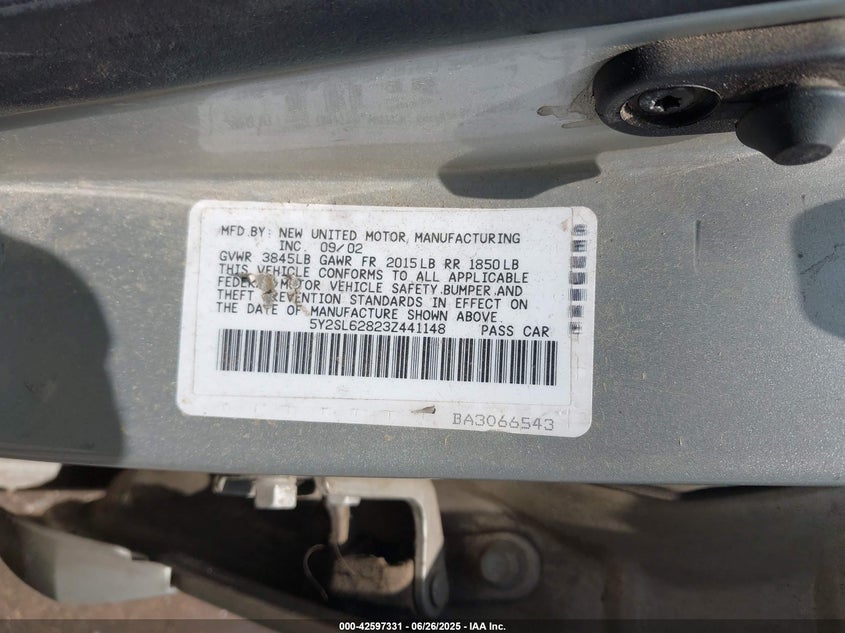 MFD.BY: NEW UNITED MOTOR MANUFACTURING
INC. 09/02
GVWR 3845LB GAWR FR 2015LB RR 1850LB
THIS VEHICLE CONFORMS TO ALL APPLICABLE
MOTOR VEHICLE SAFETY,BUMPER,AND
THEFT STANDARDS IN EFFECT ON
THE DATE OF MANUFACTURE SHOWN ABOVE.
5Y2SL62823Z441148 PASS CAR
BA3066543
000-42597331 - 06/26/2025 - IAA Inc.